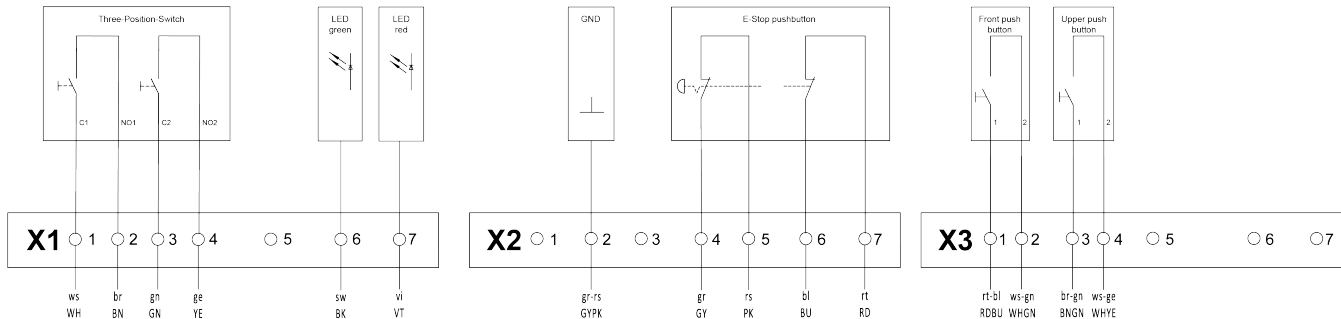 Three-Position-Switch
LED
green
LED
red
GND
E-Stop pushbutton
Front push
button
Upper push
button
C1 NO1 C2 NO2
1 2 1 2
X1 1 2 3 4 5 6 7
X2 1 2 3 4 5 6 7
X3 1 2 3 4 5 6 7
ws br gn ge sw vi
WH BN GN YE BK VT
gr-rs gr rs bl rt
GYPK GY PK BU RD
rt-bl ws-gn br-gn ws-ge
RDBU WHGN BNGN WHYE